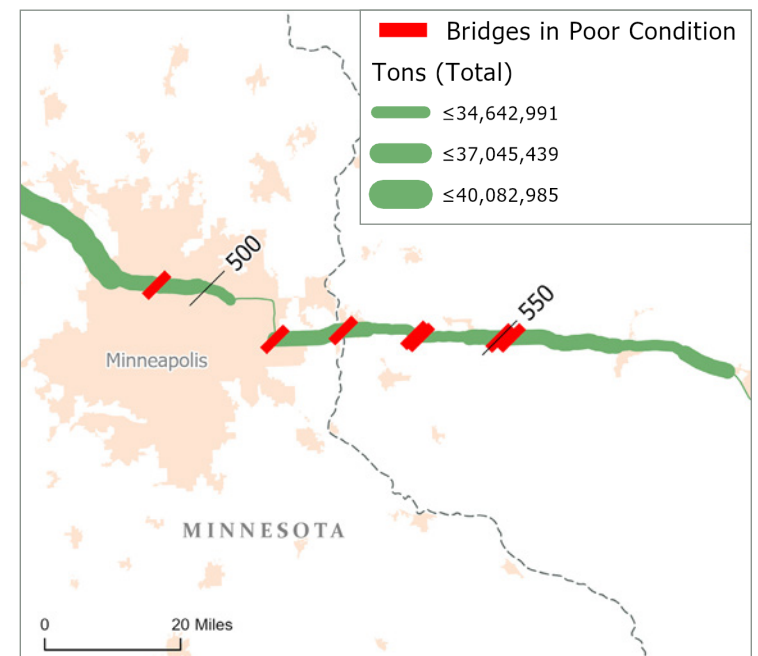 Bridges in Poor Condition
Tons (Total)
≤34,642,991
≤37,045,439
≤40,082,985
500
550
Minneapolis
MINNESOTA
0 20 Miles